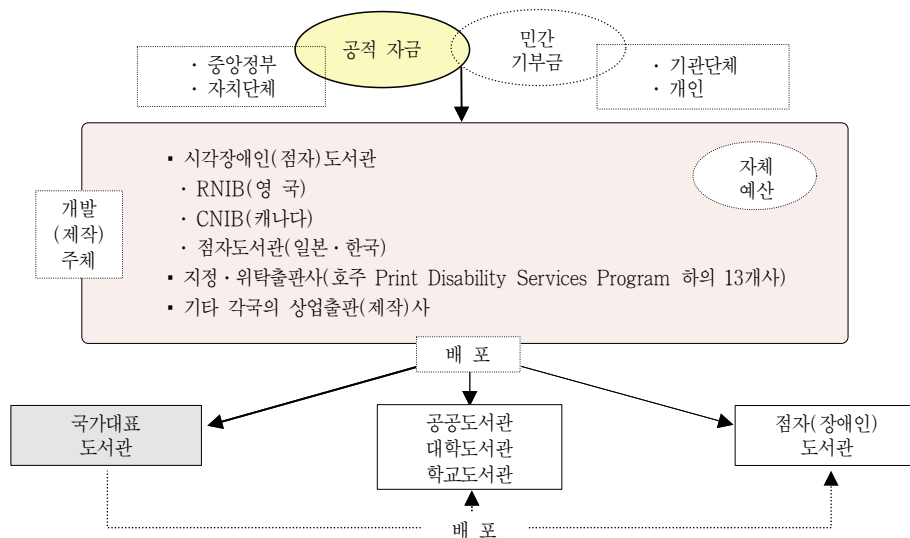 공적 자금
민간
기부금
· 중앙정부
· 자치단체
· 기관단체
· 개인
▪ 시각장애인(점자)도서관
· RNIB(영 국)
· CNIB(캐나다)
· 점자도서관(일본·한국)
▪ 지정·위탁출판사(호주 Print Disability Services Program 하의 13개사)
▪ 기타 각국의 상업출판(제작)사
자체
예산
개발
(제작)
주체
배 포
국가대표
도서관
공공도서관
대학도서관
학교도서관
점자(장애인)
도서관
배 포